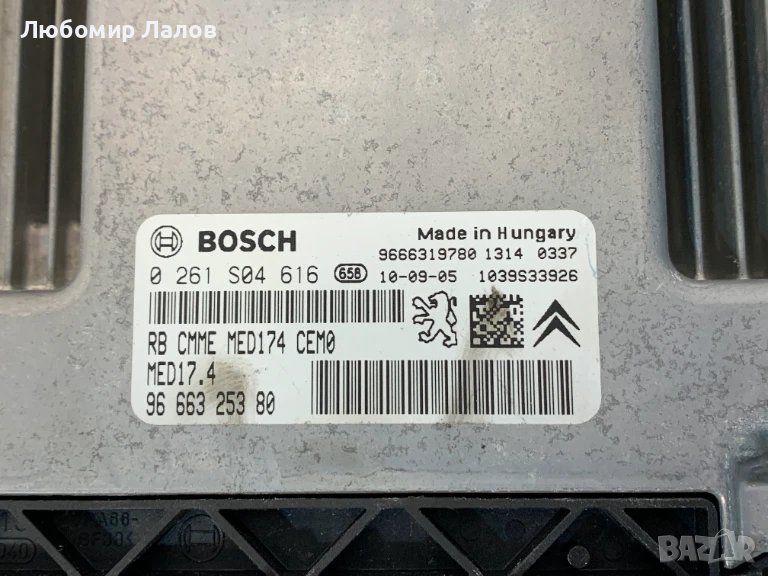 Любомир Лалов
BOSCH
Made in Hungary
9666319780 1314 0337
0 261 S04 616 658 10-09-05 1039S33926
RB CMME MED174 CEM0
MED17.4
96 663 253 80
BAZAR